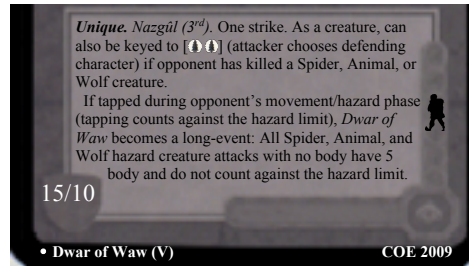 Unique. Nazgûl (3rd). One strike. As a creature, can
also be keyed to [] (attacker chooses defending
character) if opponent has killed a Spider, Animal, or
Wolf creature.
If tapped during opponent's movement/hazard phase
(tapping counts against the hazard limit), Dwar of
Waw becomes a long-event: All Spider, Animal, and
Wolf hazard creature attacks with no body have 5
body and do not count against the hazard limit.
15/10
• Dwar of Waw (V)
COE 2009